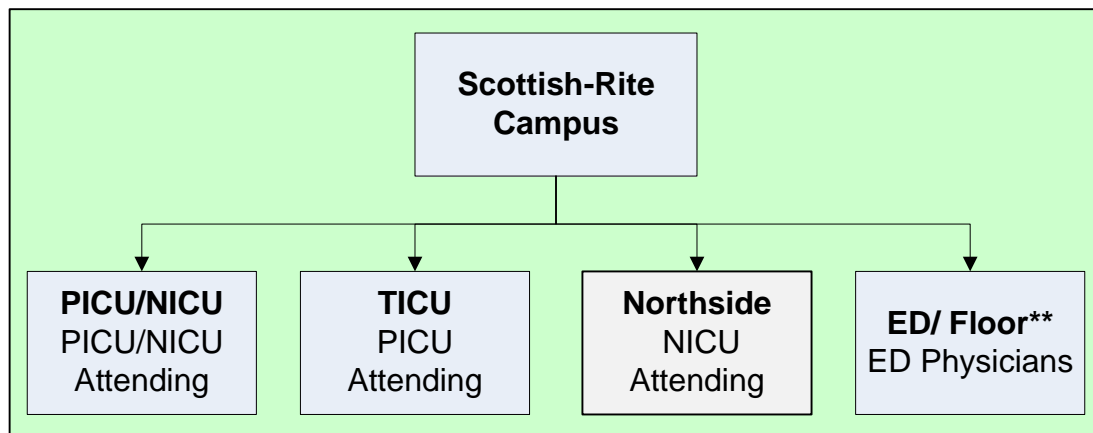 Scottish-Rite
Campus
PICU/NICU
PICU/NICU
Attending
TICU
PICU
Attending
Northside
NICU
Attending
ED/ Floor**
ED Physicians